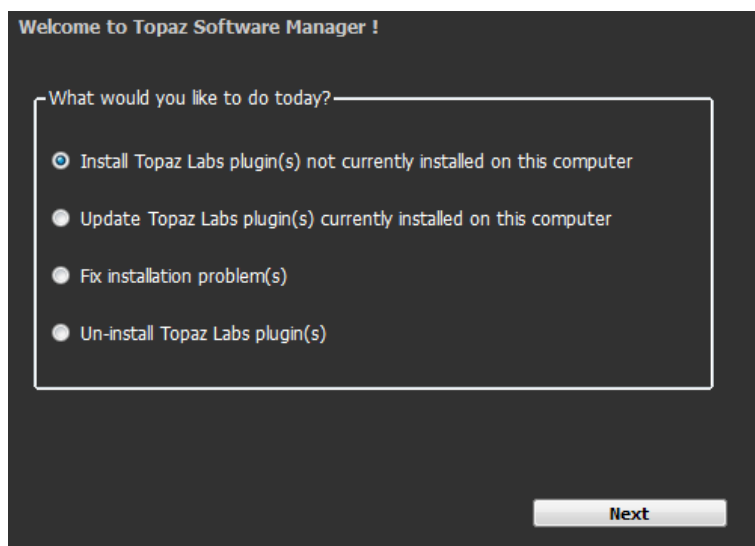 Welcome to Topaz Software Manager !
What would you like to do today?
Install Topaz Labs plugin(s) not currently installed on this computer
Update Topaz Labs plugin(s) currently installed on this computer
Fix installation problem(s)
Un-install Topaz Labs plugin(s)
Next